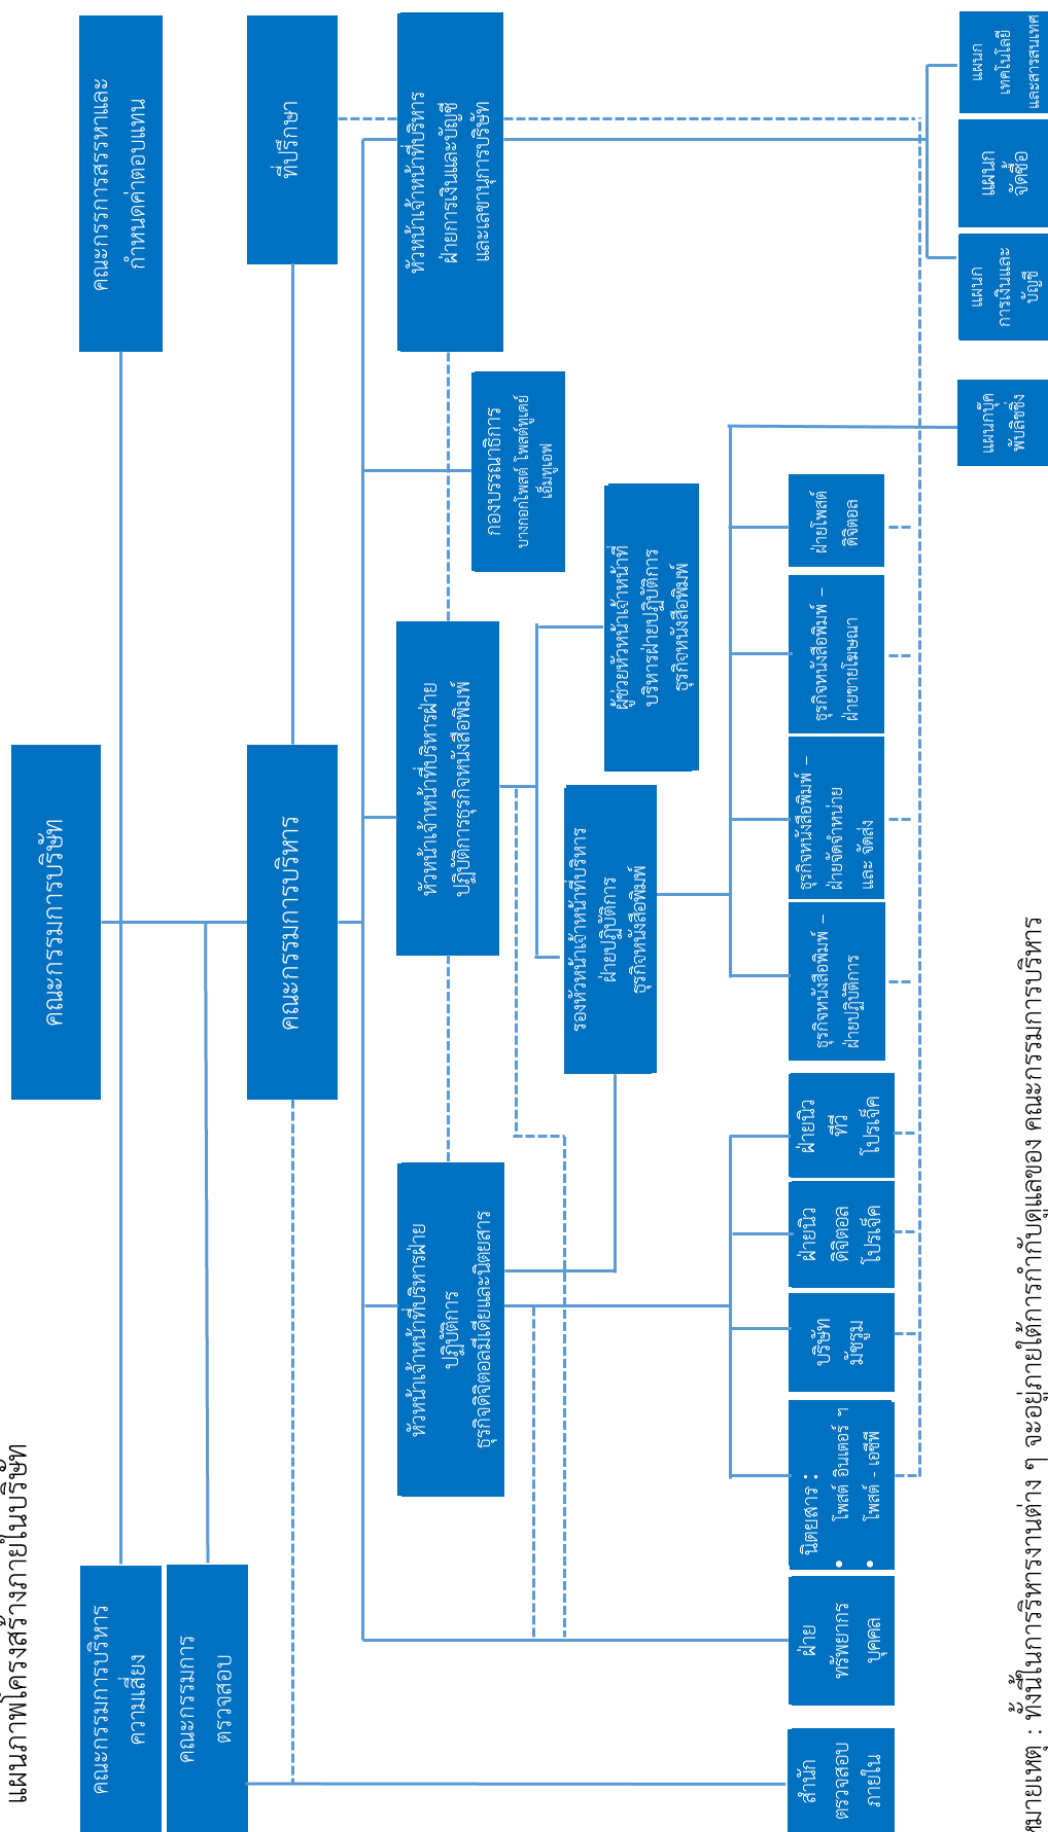 แผนภาพโครงสร้างภายในบริษัท
คณะกรรมการบริษัท
คณะกรรมการบริหาร
ความเสี่ยง
คณะกรรการสรรหาและ
กำหนดค่าตอบแทน
คณะกรรมการ
ตรวจสอบ
คณะกรรมการบริหาร
ที่ปรึกษา
หัวหน้าเจ้าหน้าที่บริหารฝ่าย
ปฏิบัติการ
ธุรกิจดิจิตอลมีเดียและนิตยสาร
หัวหน้าเจ้าหน้าที่บริหารฝ่าย
ปฏิบัติการธุรกิจหนังสือพิมพ์
หัวหน้าเจ้าหน้าที่บริหาร
ฝ่ายการเงินและบัญชี
และเลขานุการบริษัท
กองบรรณาธิการ
บางกอกโพสต์ โพสต์ทูเดย์
เอ็มทูเอฟ
รองหัวหน้าเจ้าหน้าที่บริหาร
ฝ่ายปฏิบัติการ
ธุรกิจหนังสือพิมพ์
ผู้ช่วยหัวหน้าเจ้าหน้าที่
บริหารฝ่ายปฏิบัติการ
ธุรกิจหนังสือพิมพ์
สำนัก
ตรวจสอบ
ภายใน
ฝ่าย
ทรัพยากร
บุคคล
นิตยสาร :
• โพสต์ อินเตอร์ ฯ
• โพสต์ - เอซีพี
บริษัท
มัชรูม
ฝ่ายนิว
ดิจิตอล
โปรเจ็ค
ฝ่ายนิว
ทีวี
โปรเจ็ค
ธุรกิจหนังสือพิมพ์ –
ฝ่ายปฏิบัติการ
ธุรกิจหนังสือพิมพ์ –
ฝ่ายจัดจำหน่าย
และ จัดส่ง
ธุรกิจหนังสือพิมพ์ –
ฝ่ายขายโฆษณา
ฝ่ายโพสต์
ดิจิตอล
แผนกบุ๊ค
พับลิชชิ่ง
แผนก
การเงินและ
บัญชี
แผนก
จัดซื้อ
แผนก
เทคโนโลยี
และสารสนเทศ
หมายเหตุ : ทั้งนี้ในการริหารงานต่าง ๆ จะอยู่ภายใต้การกำกับดูแลของ คณะกรรมการบริหาร